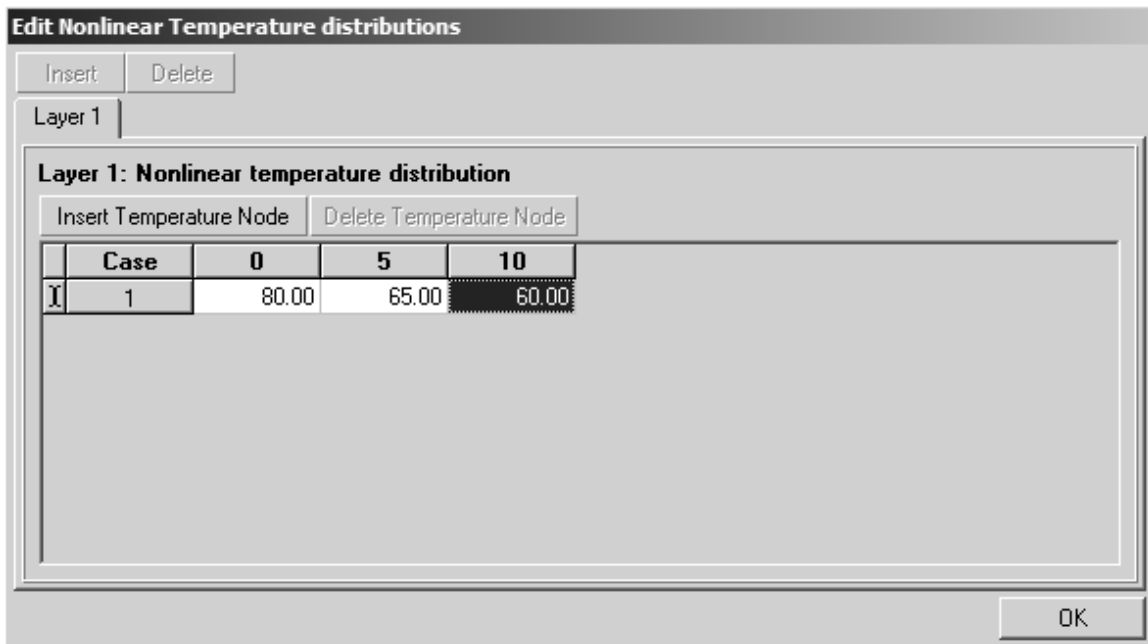 Edit Nonlinear Temperature distributions
Insert Delete
Layer 1
Layer 1: Nonlinear temperature distribution
Insert Temperature Node Delete Temperature Node
Case 0 5 10
1 80.00 65.00 60.00
OK